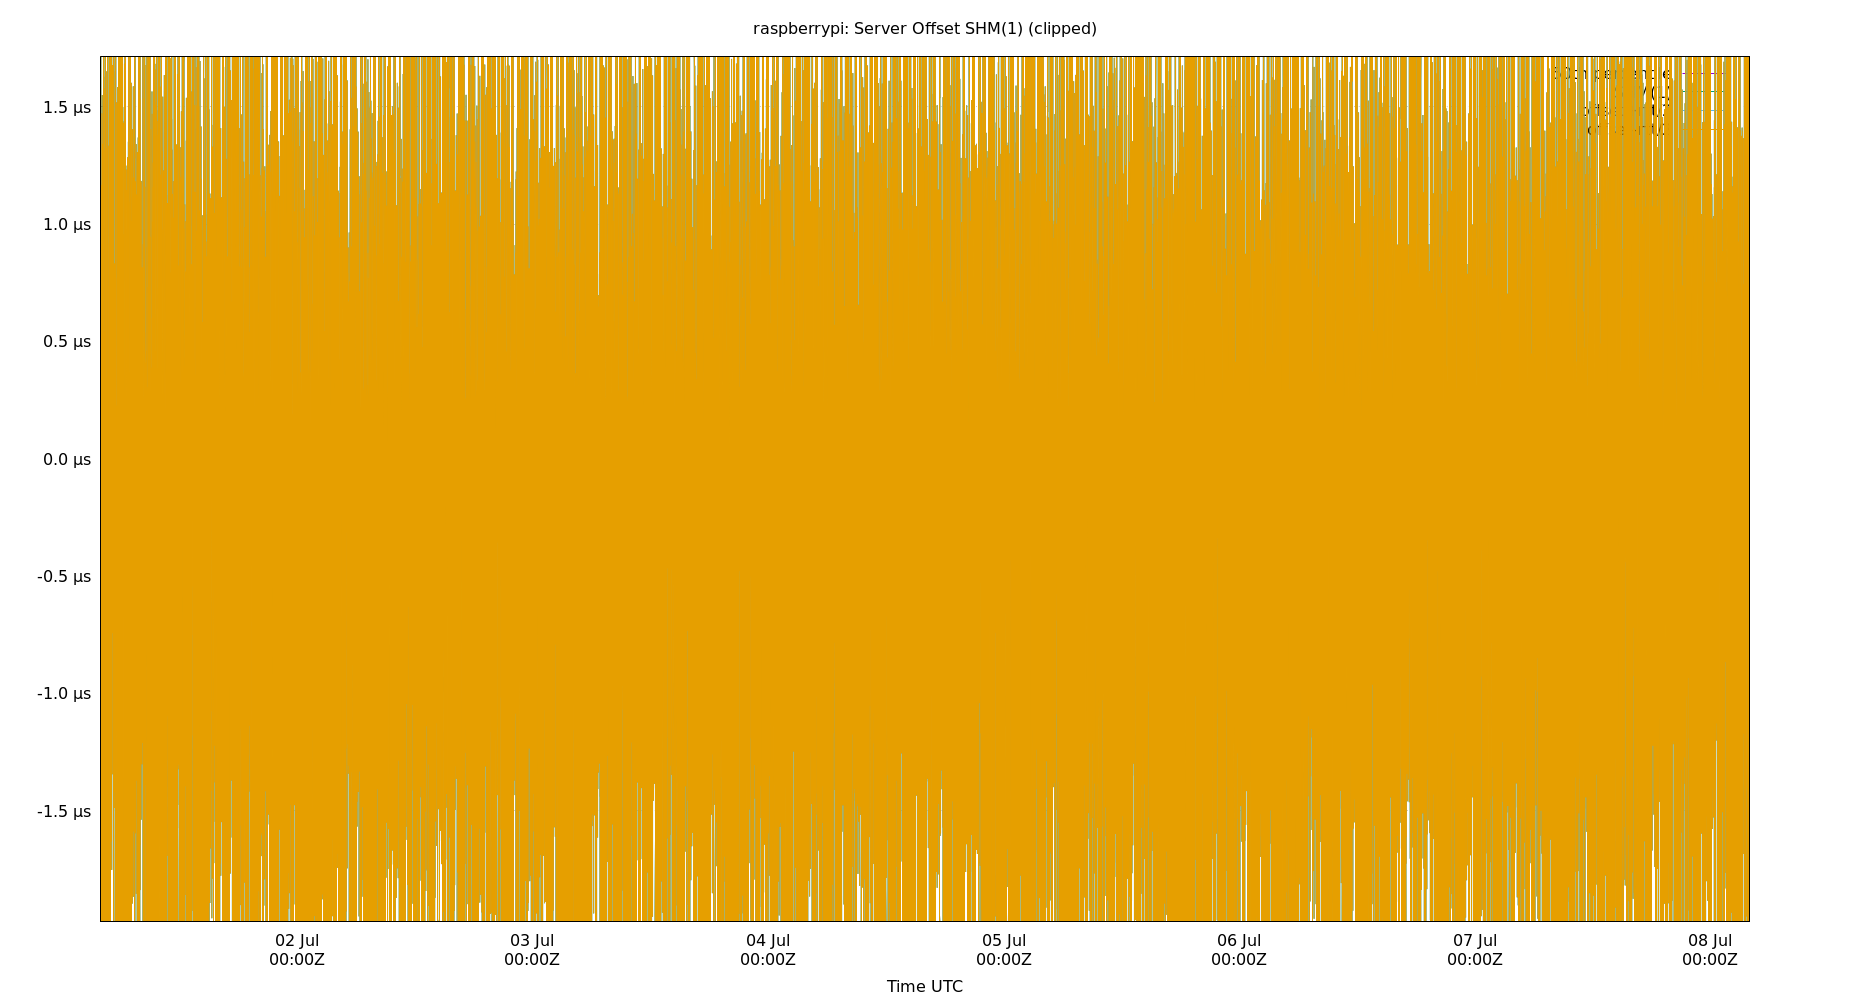 raspberrypi: Server Offset SHM(1) (clipped)
1.5 µs
1.0 µs
0.5 µs
0.0 µs
-0.5 µs
-1.0 µs
-1.5 µs
02 Jul 03 Jul 04 Jul 05 Jul 06 Jul 07 Jul 08 Jul
00:00Z 00:00Z 00:00Z 00:00Z 00:00Z 00:00Z 00:00Z
Time UTC